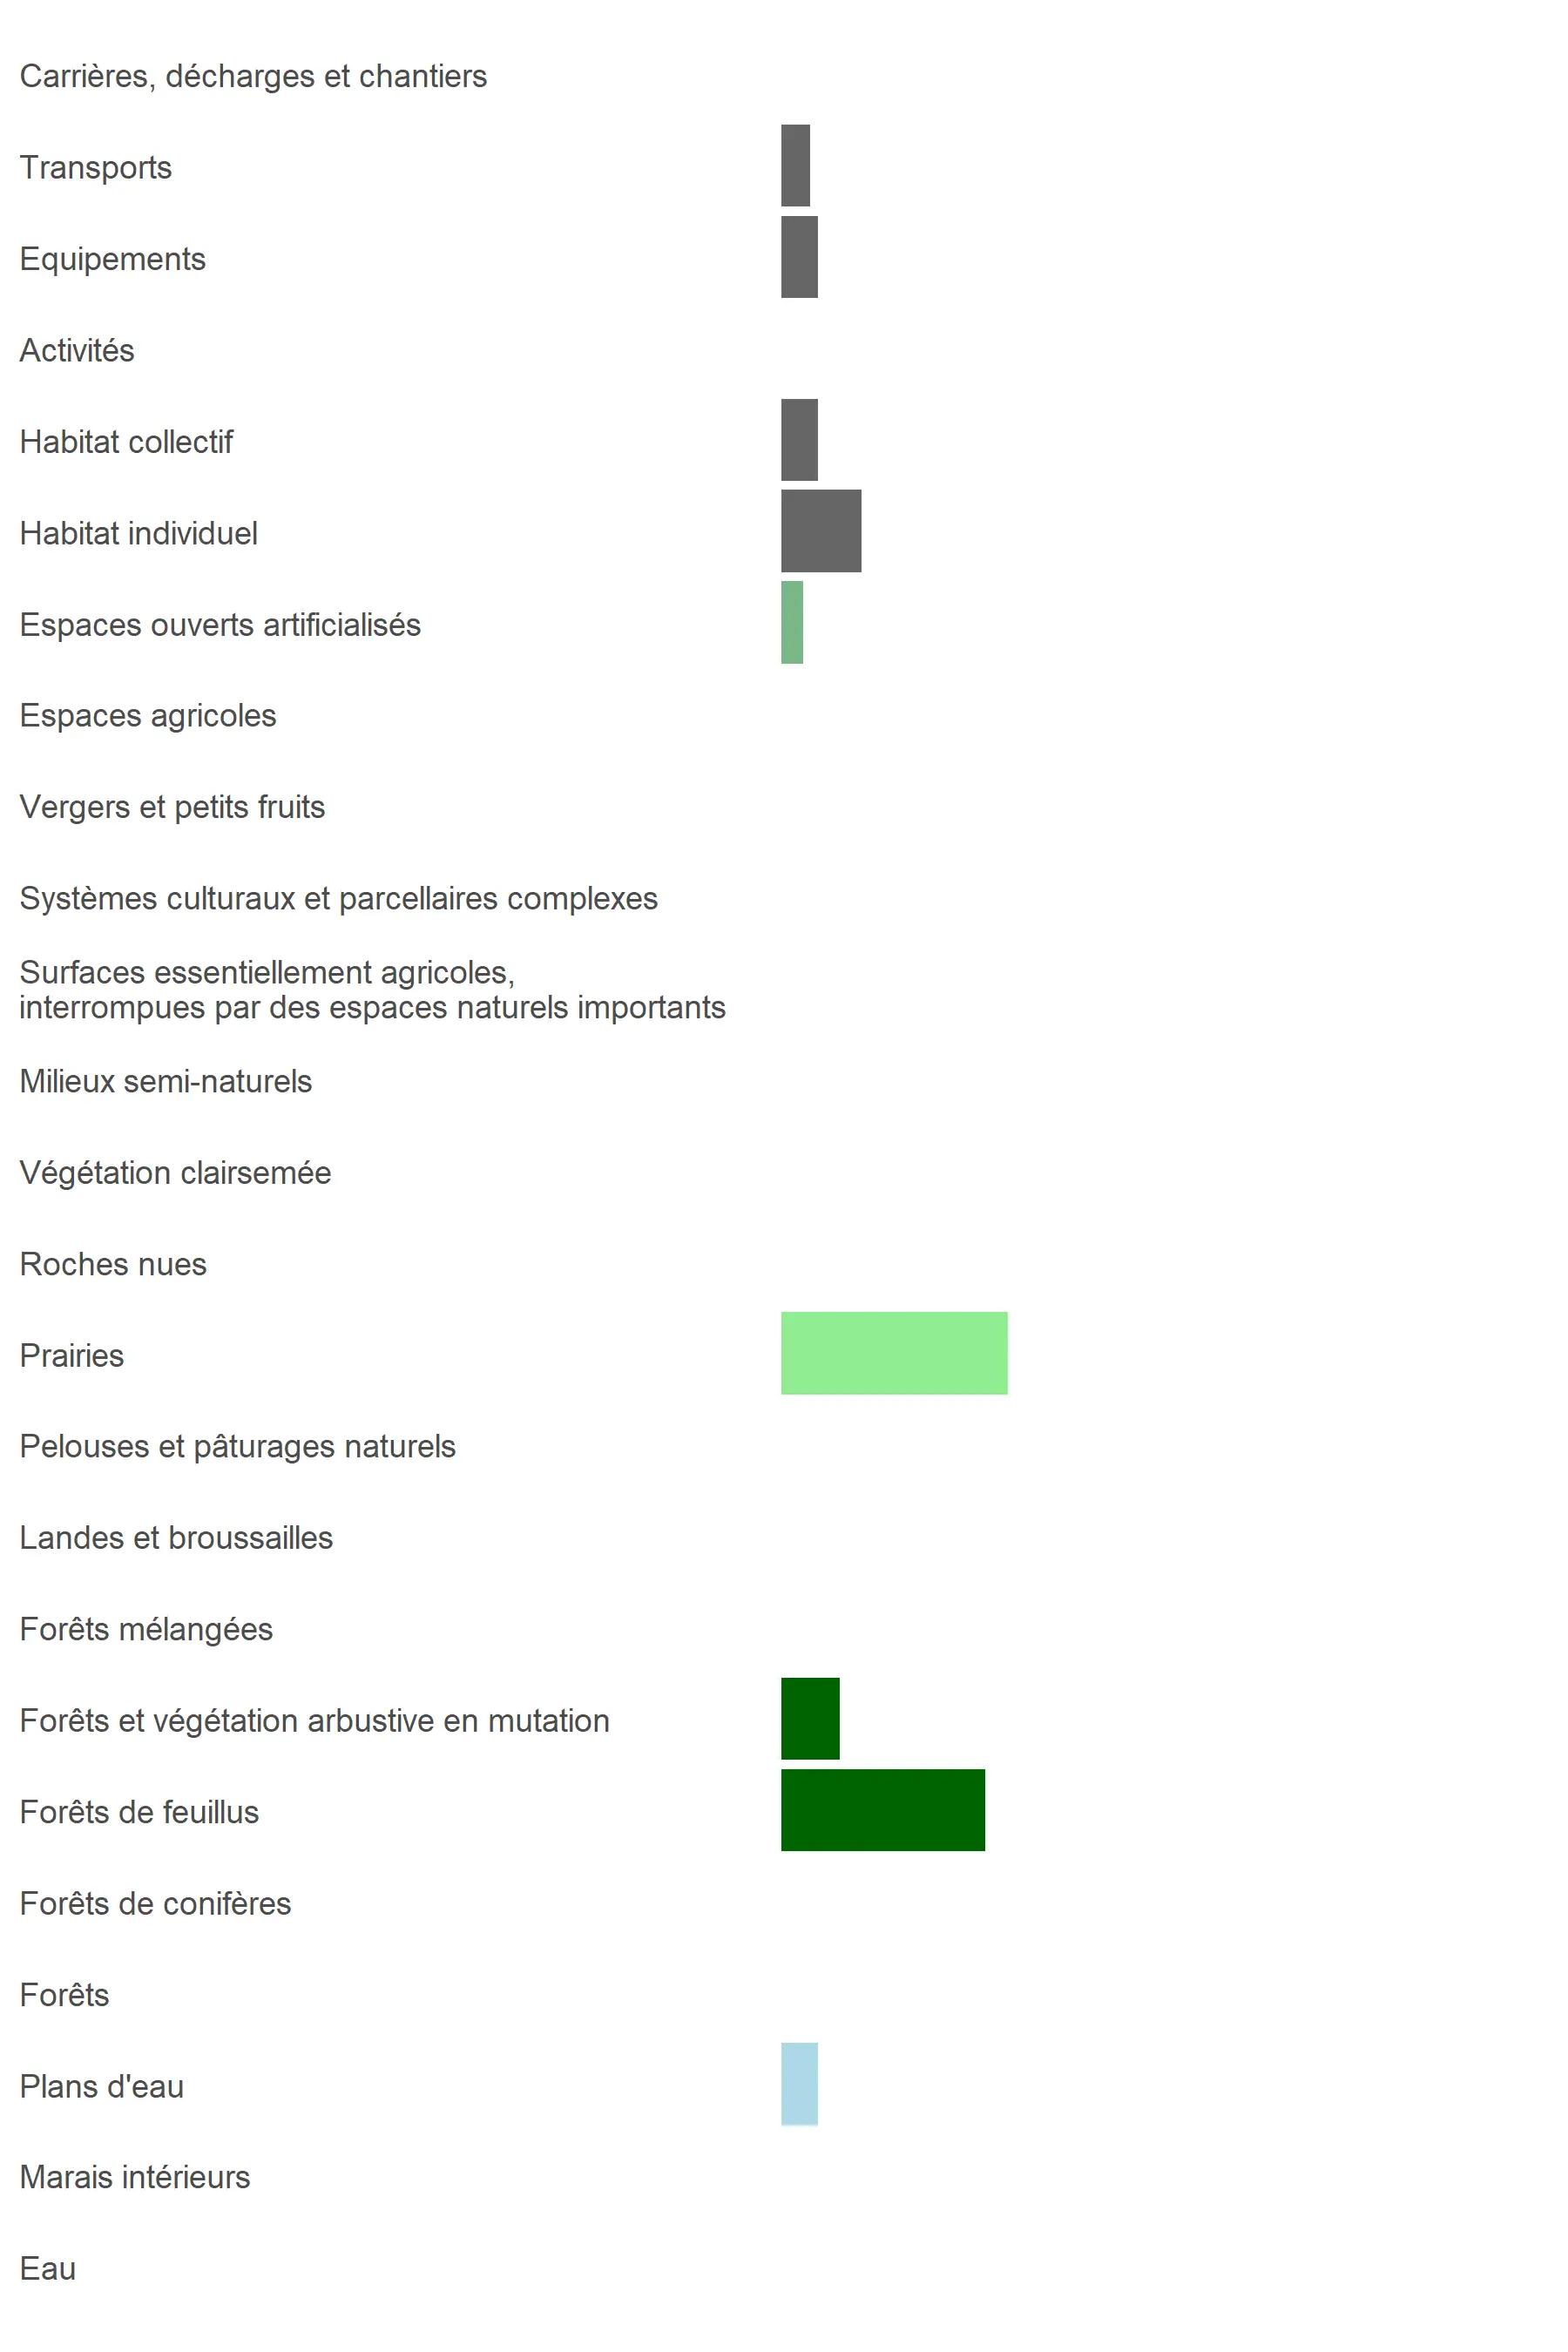 Carrières, décharges et chantiers
Transports
Equipements
Activités
Habitat collectif
Habitat individuel
Espaces ouverts artificialisés
Espaces agricoles
Vergers et petits fruits
Systèmes culturaux et parcellaires complexes
Surfaces essentiellement agricoles,
interrompues par des espaces naturels importants
Milieux semi-naturels
Végétation clairsemée
Roches nues
Prairies
Pelouses et pâturages naturels
Landes et broussailles
Forêts mélangées
Forêts et végétation arbustive en mutation
Forêts de feuillus
Forêts de conifères
Forêts
Plans d'eau
Marais intérieurs
Eau